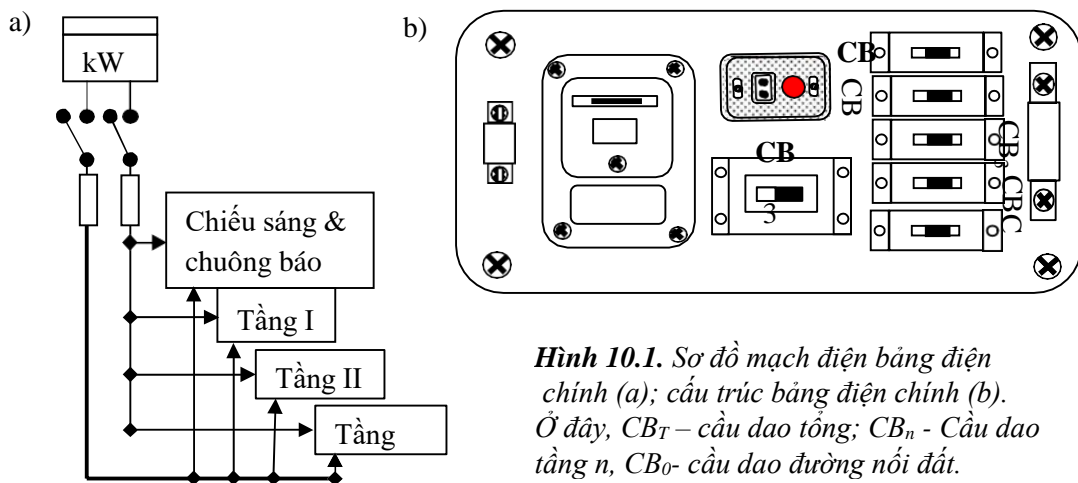 a)
kW
Chiếu sáng &
chuông báo
Tầng I
Tầng II
Tầng
b)
CB
CB
CB
3
CBn
CBC
Hình 10.1. Sơ đồ mạch điện bảng điện
chính (a); cấu trúc bảng điện chính (b).
Ở đây, CBT – cầu dao tổng; CBn - Cầu dao
tầng n, CB0- cầu dao đường nối đất.